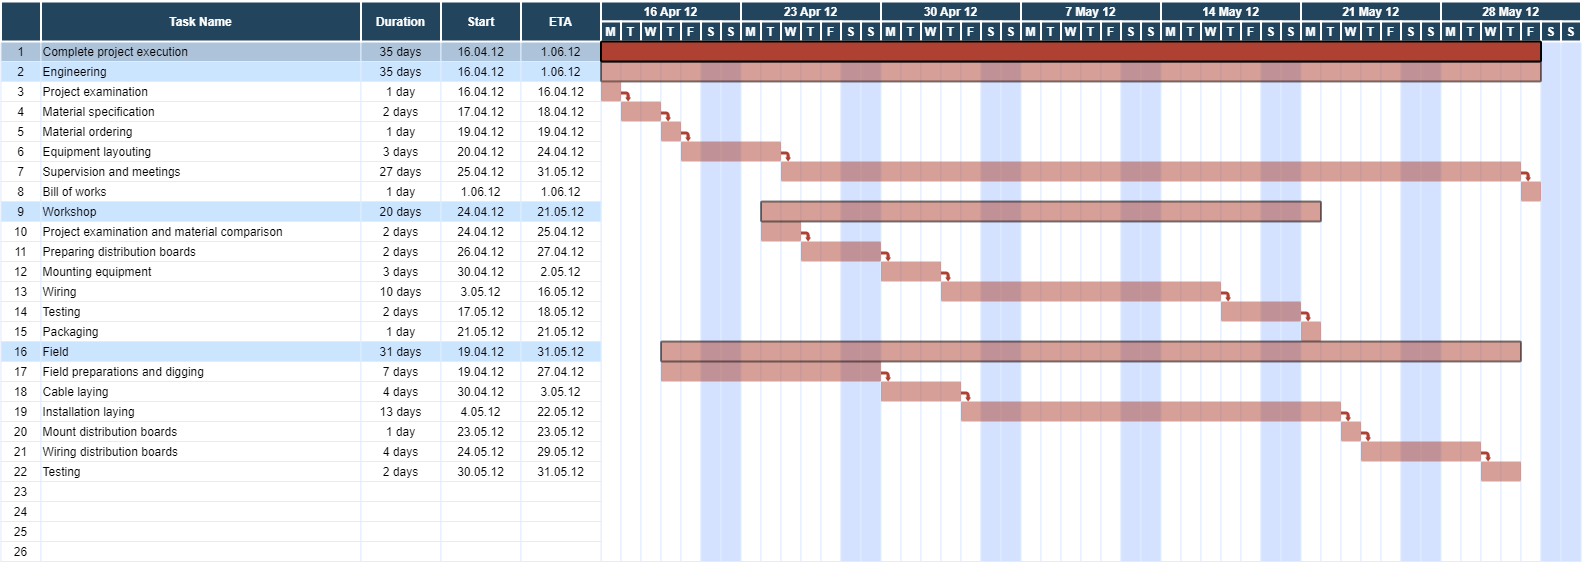 Task Name Duration Start ETA 16 Apr 12 23 Apr 12 30 Apr 12 7 May 12 14 May 12 21 May 12 28 May 12
M T W T F S S M T W T F S S M T W T F S S M T W T F S S M T W T F S S M T W T F S S M T W T F S S
1 Complete project execution 35 days 16.04.12 1.06.12
2 Engineering 35 days 16.04.12 1.06.12
3 Project examination 1 day 16.04.12 16.04.12
4 Material specification 2 days 17.04.12 18.04.12
5 Material ordering 1 day 19.04.12 19.04.12
6 Equipment layouting 3 days 20.04.12 24.04.12
7 Supervision and meetings 27 days 25.04.12 31.05.12
8 Bill of works 1 day 1.06.12 1.06.12
9 Workshop 20 days 24.04.12 21.05.12
10 Project examination and material comparison 2 days 24.04.12 25.04.12
11 Preparing distribution boards 2 days 26.04.12 27.04.12
12 Mounting equipment 3 days 30.04.12 2.05.12
13 Wiring 10 days 3.05.12 16.05.12
14 Testing 2 days 17.05.12 18.05.12
15 Packaging 1 day 21.05.12 21.05.12
16 Field 31 days 19.04.12 31.05.12
17 Field preparations and digging 7 days 19.04.12 27.04.12
18 Cable laying 4 days 30.04.12 3.05.12
19 Installation laying 13 days 4.05.12 22.05.12
20 Mount distribution boards 1 day 23.05.12 23.05.12
21 Wiring distribution boards 4 days 24.05.12 29.05.12
22 Testing 2 days 30.05.12 31.05.12
23
24
25
26